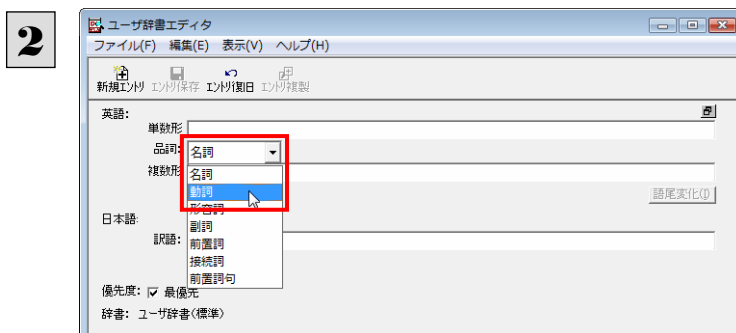 2
ユーザ辞書エディタ
ファイル(F) 編集(E) 表示(V) ヘルプ(H)
新規エントリ エントリ保存 エントリ復旧 エントリ複製
英語:
単数形
品詞: 名詞
複数形
名詞
動詞
形容詞
副詞
前置詞
接続詞
前置詞句
語尾変化(I)
日本語:
訳語:
優先度: 最優先
辞書: ユーザ辞書(標準)